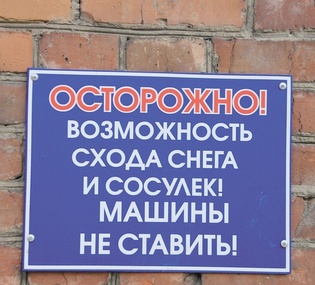 ОСТОРОЖНО!
ВОЗМОЖНОСТЬ
СХОДА СНЕГА
И СОСУЛЕК!
МАШИНЫ
НЕ СТАВИТЬ!